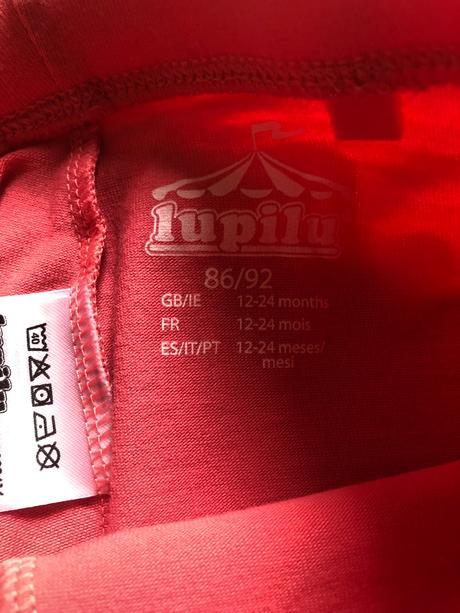 lupilu
86/92
GB/IE 12-24 months
FR 12-24 mois
ES/IT/PT 12-24 meses/
mesi
40